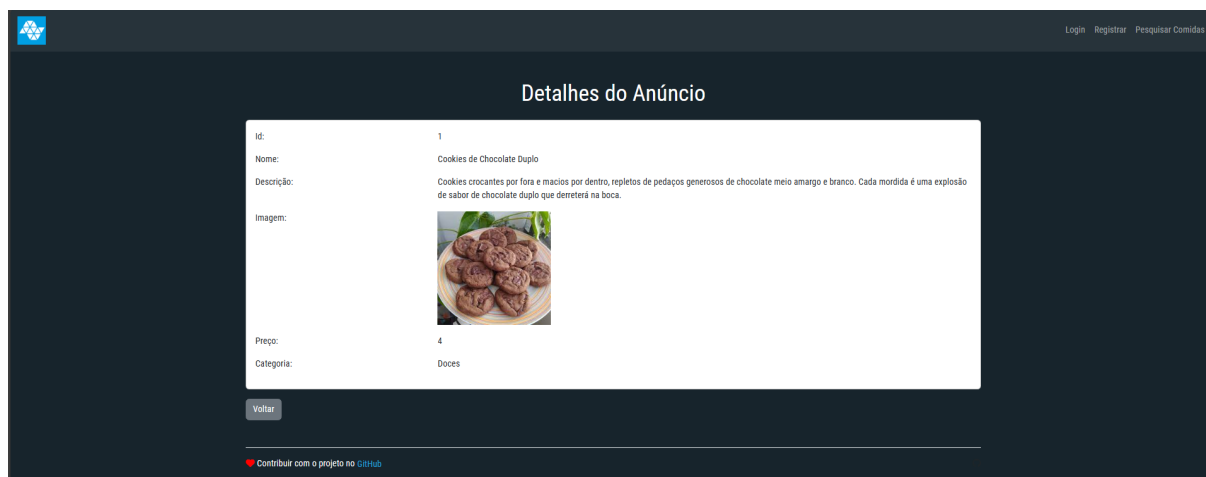 Login Registrar Pesquisar Comidas
Detalhes do Anúncio
Id: 1
Nome: Cookies de Chocolate Duplo
Descrição: Cookies crocantes por fora e macios por dentro, repletos de pedaços generosos de chocolate meio amargo e branco. Cada mordida é uma explosão
de sabor de chocolate duplo que derreterá na boca.
Imagem:
Preço: 4
Categoria: Doces
Voltar
Contribuir com o projeto no GitHub